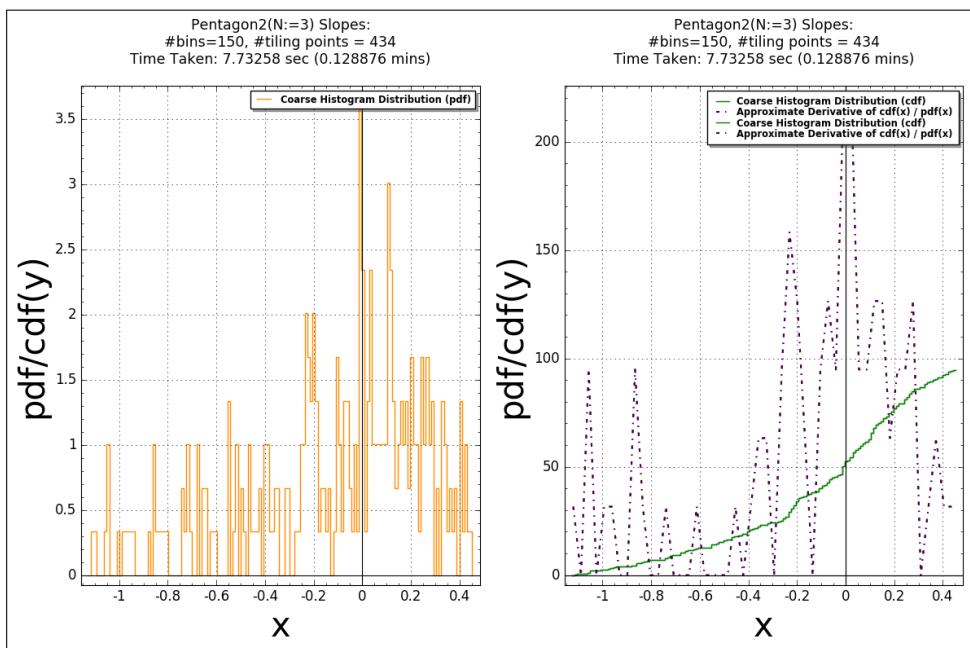 Pentagon2(N:=3) Slopes:
#bins=150, #tiling points = 434
Time Taken: 7.73258 sec (0.128876 mins)
Coarse Histogram Distribution (pdf)
3.5
3
2.5
2
1.5
1
0.5
0
-1
-0.8
-0.6
-0.4
-0.2
0
0.2
0.4
pdf/cdf(y)
x
Pentagon2(N:=3) Slopes:
#bins=150, #tiling points = 434
Time Taken: 7.73258 sec (0.128876 mins)
Coarse Histogram Distribution (cdf)
Approximate Derivative of cdf(x) / pdf(x)
Coarse Histogram Distribution (cdf)
Approximate Derivative of cdf(x) / pdf(x)
200
150
100
50
0
-1
-0.8
-0.6
-0.4
-0.2
0
0.2
0.4
pdf/cdf(y)
x